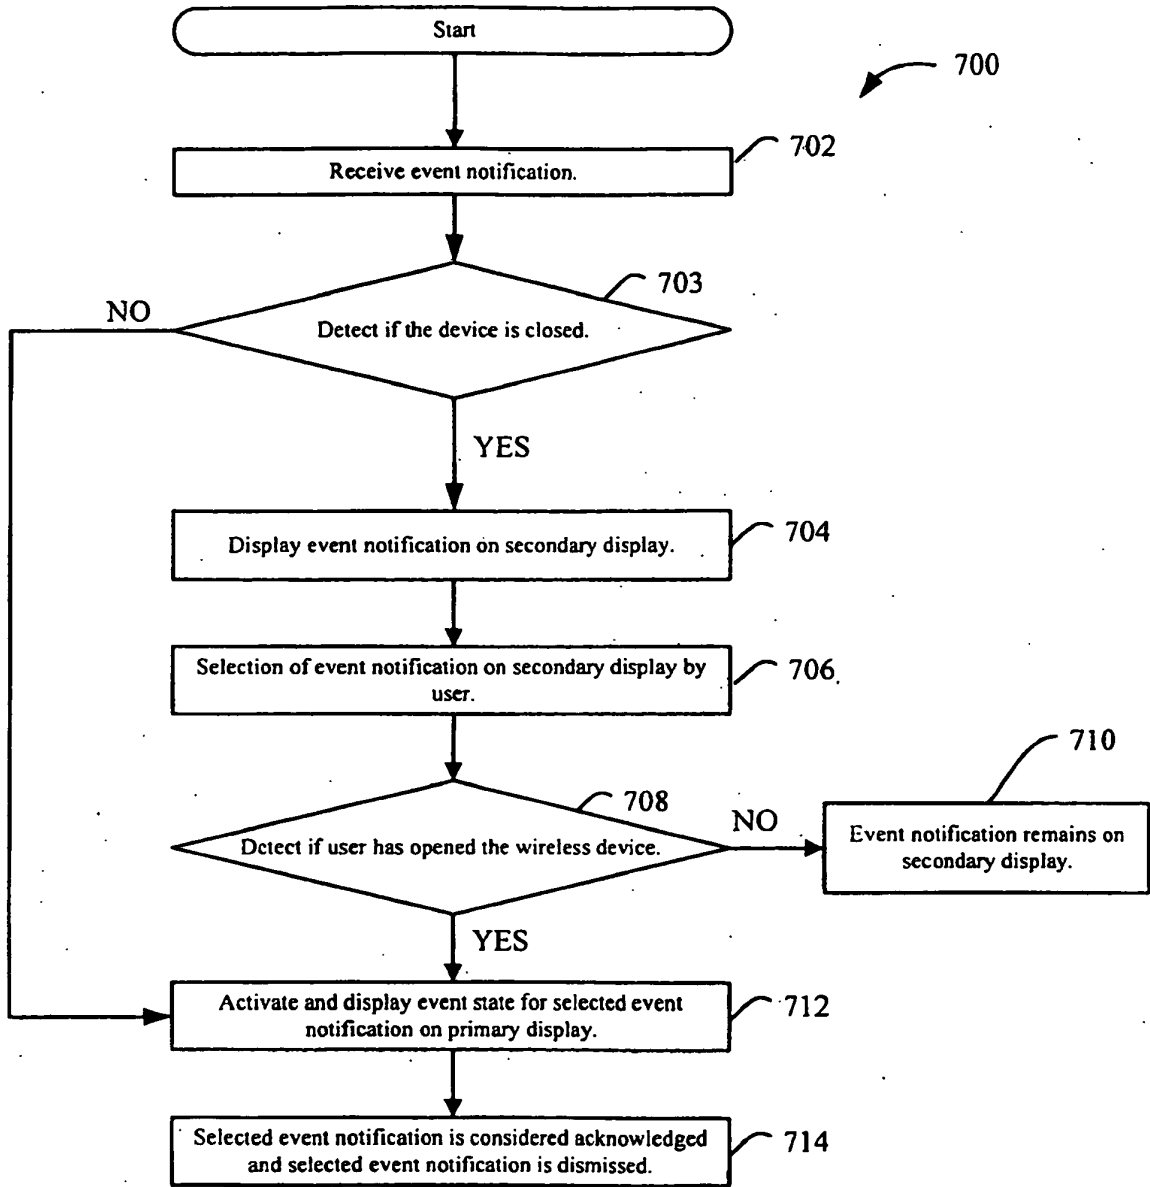 Start
700
702
Receive event notification.
703
NO
Detect if the device is closed.
YES
704
Display event notification on secondary display.
Selection of event notification on secondary display by
user.
706
710
708
NO
Detect if user has opened the wireless device.
Event notification remains on
secondary display.
YES
Activate and display event state for selected event
notification on primary display.
712
Selected event notification is considered acknowledged
and selected event notification is dismissed.
714